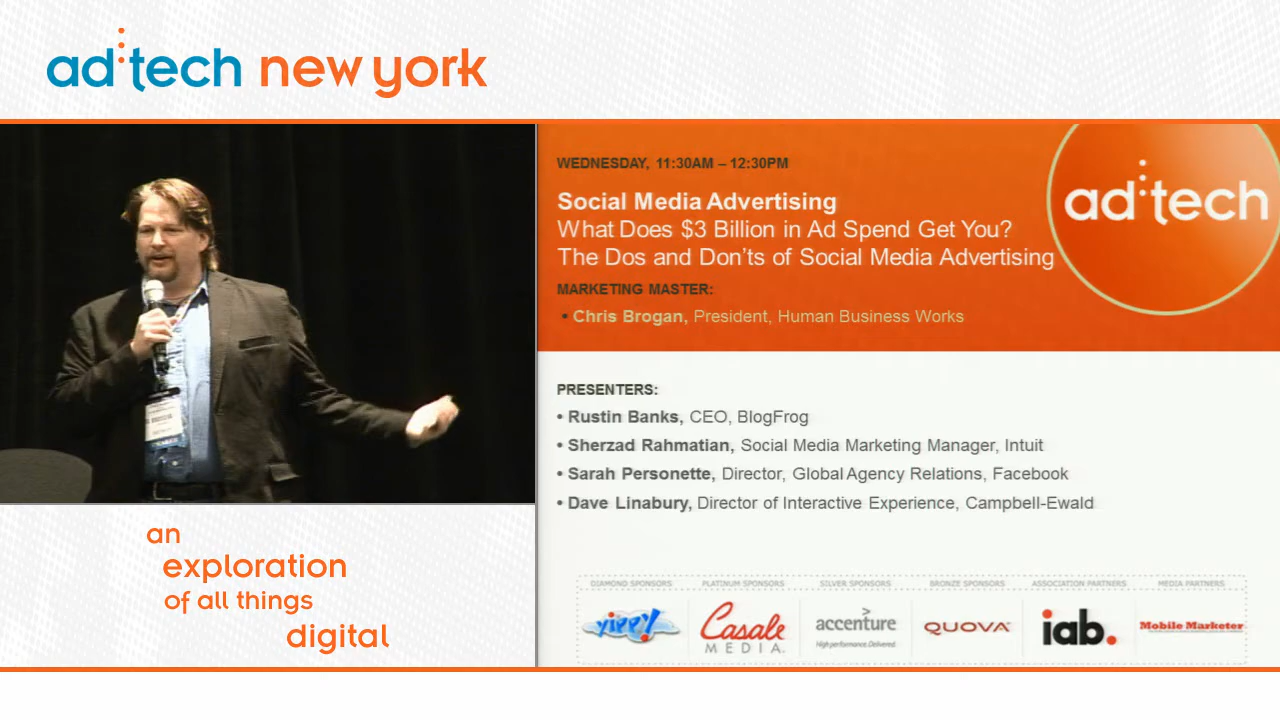 ad:tech new york
WEDNESDAY, 11:30AM – 12:30PM
Social Media Advertising
What Does $3 Billion in Ad Spend Get You?
The Dos and Don'ts of Social Media Advertising
MARKETING MASTER:
• Chris Brogan, President, Human Business Works
ad:tech
PRESENTERS:
• Rustin Banks, CEO, BlogFrog
• Sherzad Rahmatian, Social Media Marketing Manager, Intuit
• Sarah Personette, Director, Global Agency Relations, Facebook
• Dave Linabury, Director of Interactive Experience, Campbell-Ewald
an
exploration
of all things
digital
DIAMOND SPONSORS PLATINUM SPONSORS SILVER SPONSORS BRONZE SPONSORS ASSOCIATION PARTNERS MEDIA PARTNERS
yippy! Casale MEDIA. accenture QUOVA iab. Mobile Marketer
High performance. Delivered.